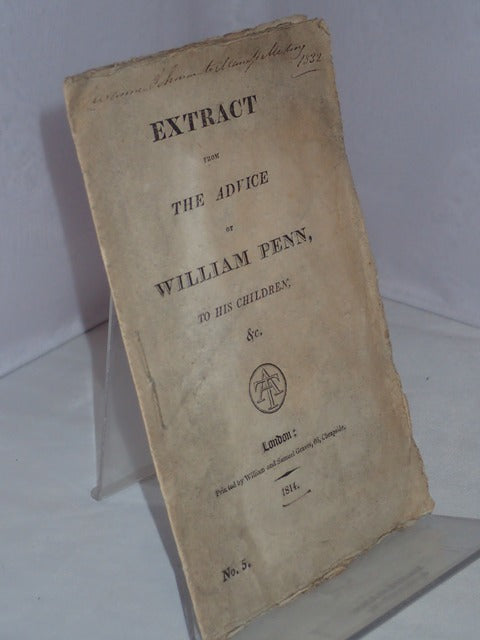 to
1832
EXTRACT
FROM
THE ADVICE
OF
WILLIAM PENN,
TO HIS CHILDREN,
&c.
London:
Printed by William and Samuel Graves, Cheapside,
1814.
No. 5.